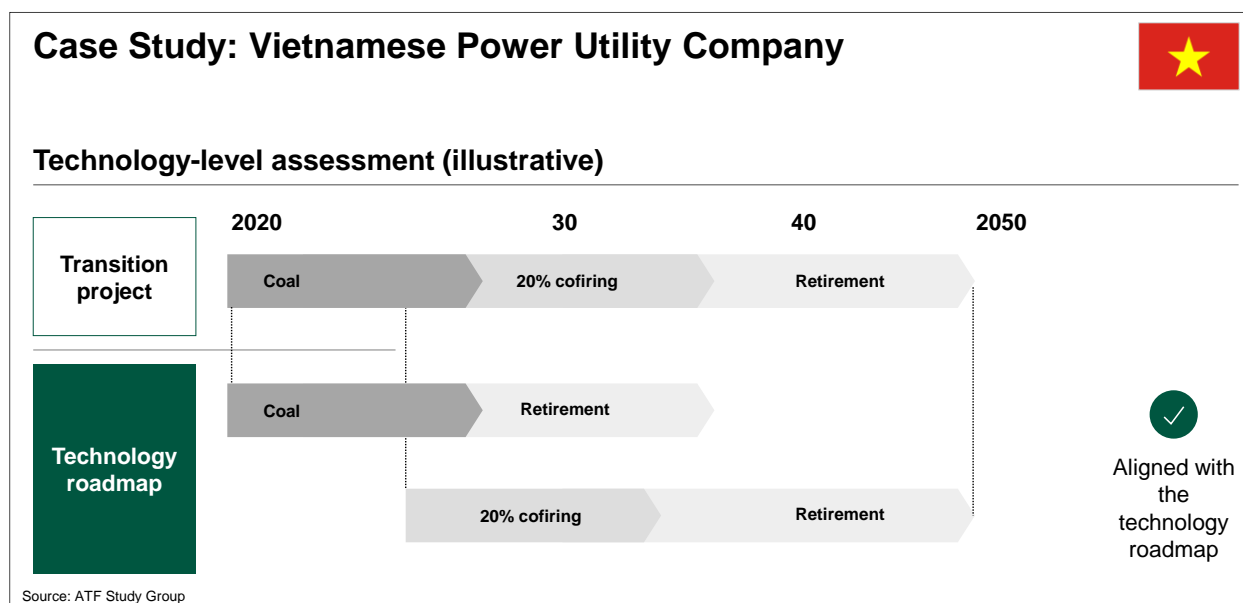 Case Study: Vietnamese Power Utility Company
Technology-level assessment (illustrative)
2020 30 40 2050
Transition
project
Coal 20% cofiring Retirement
Coal Retirement
Technology
roadmap
20% cofiring Retirement
Aligned with
the
technology
roadmap
Source: ATF Study Group